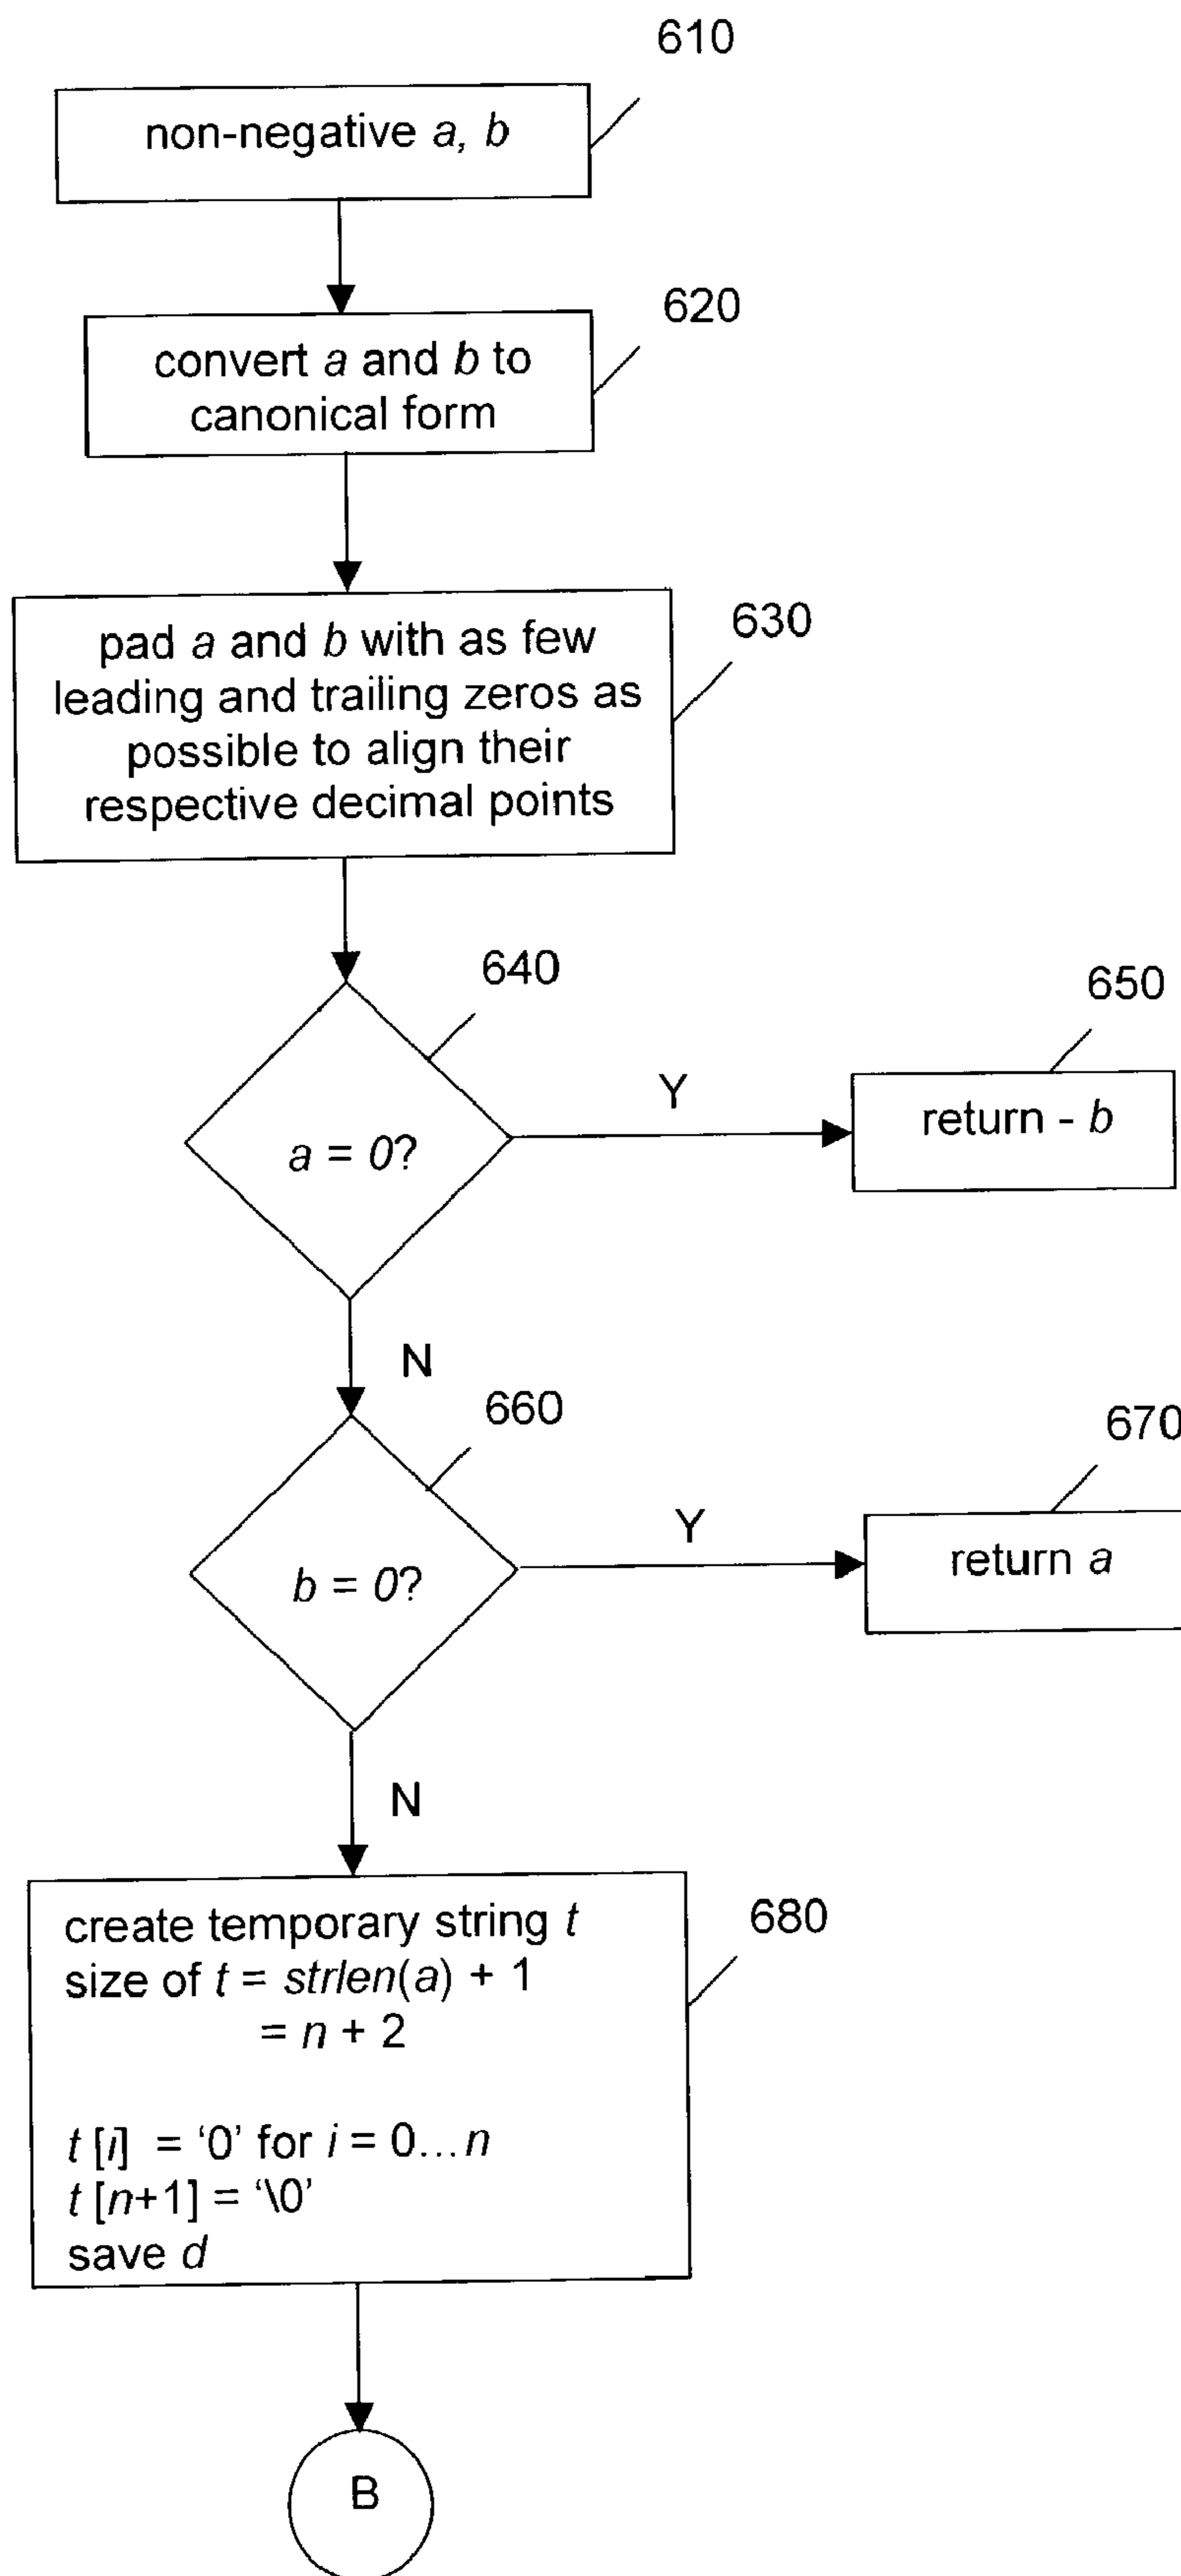 610
non-negative a, b
620
convert a and b to
canonical form
630
pad a and b with as few
leading and trailing zeros as
possible to align their
respective decimal points
640
a = 0?
Y
650
return - b
N
660
b = 0?
Y
670
return a
N
680
create temporary string t
size of t = strlen(a) + 1
= n + 2
t [i] = ‘0’ for i = 0...n
t [n+1] = ‘\0’
save d
B